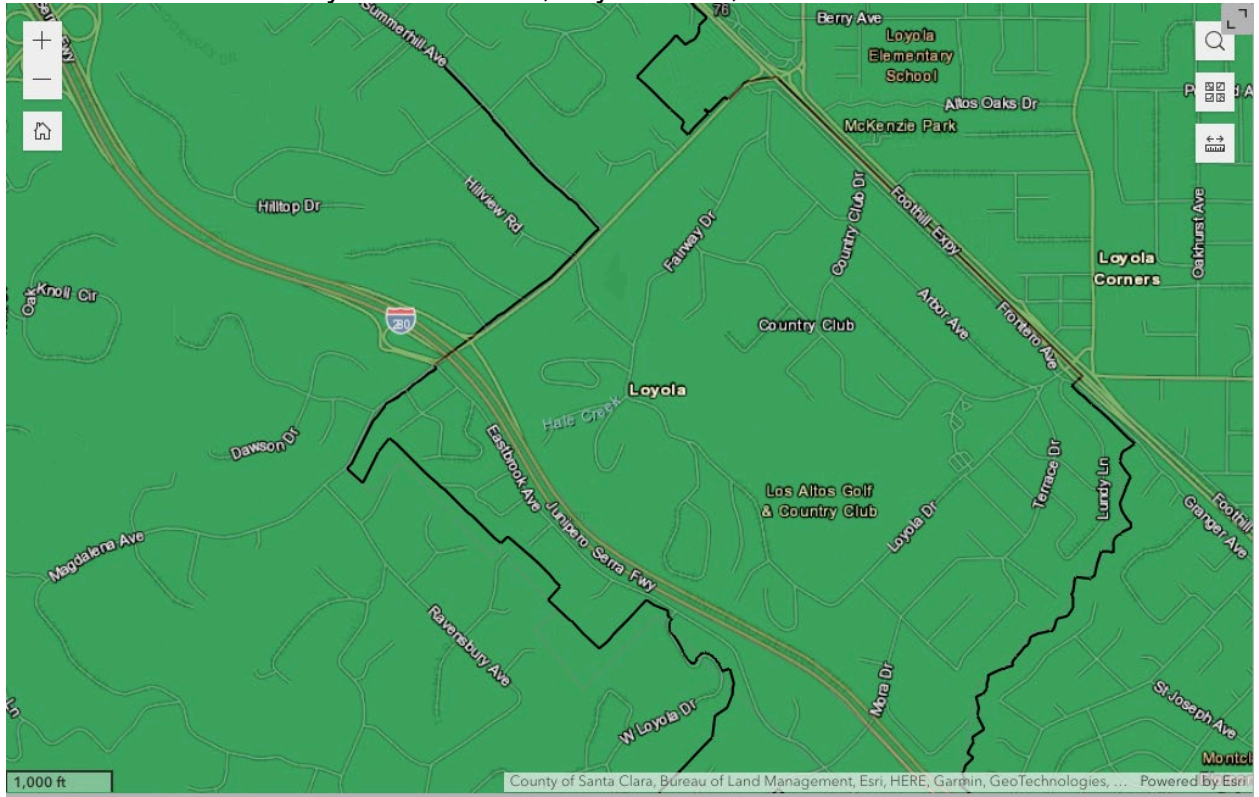 76
Berry Ave
Summerhill Ave
Loyola
Elementary
School
Altos Oaks Dr
McKenzie Park
Hillview Rd
Hilltop Dr
Fairway Dr
Country Club Dr
Foothill Expy
Oakhurst Ave
Loyola
Corners
Oak
Knoll Cir
280
Country Club
Arbor Ave
Frontero Ave
Loyola
Hale Creek
Dawson Dr
Eastbrook Ave
Los Altos Golf
& Country Club
Terrace Dr
Lundy Ln
Loyola Dr
Foothill
Granger Ave
Magdalena Ave
Junipero Serra Fwy
Ravensbury Ave
W Loyola Dr
Mora Dr
St Joseph Ave
Ln
Montcl
1,000 ft
County of Santa Clara, Bureau of Land Management, Esri, HERE, Garmin, GeoTechnologies, ... Powered by Esri